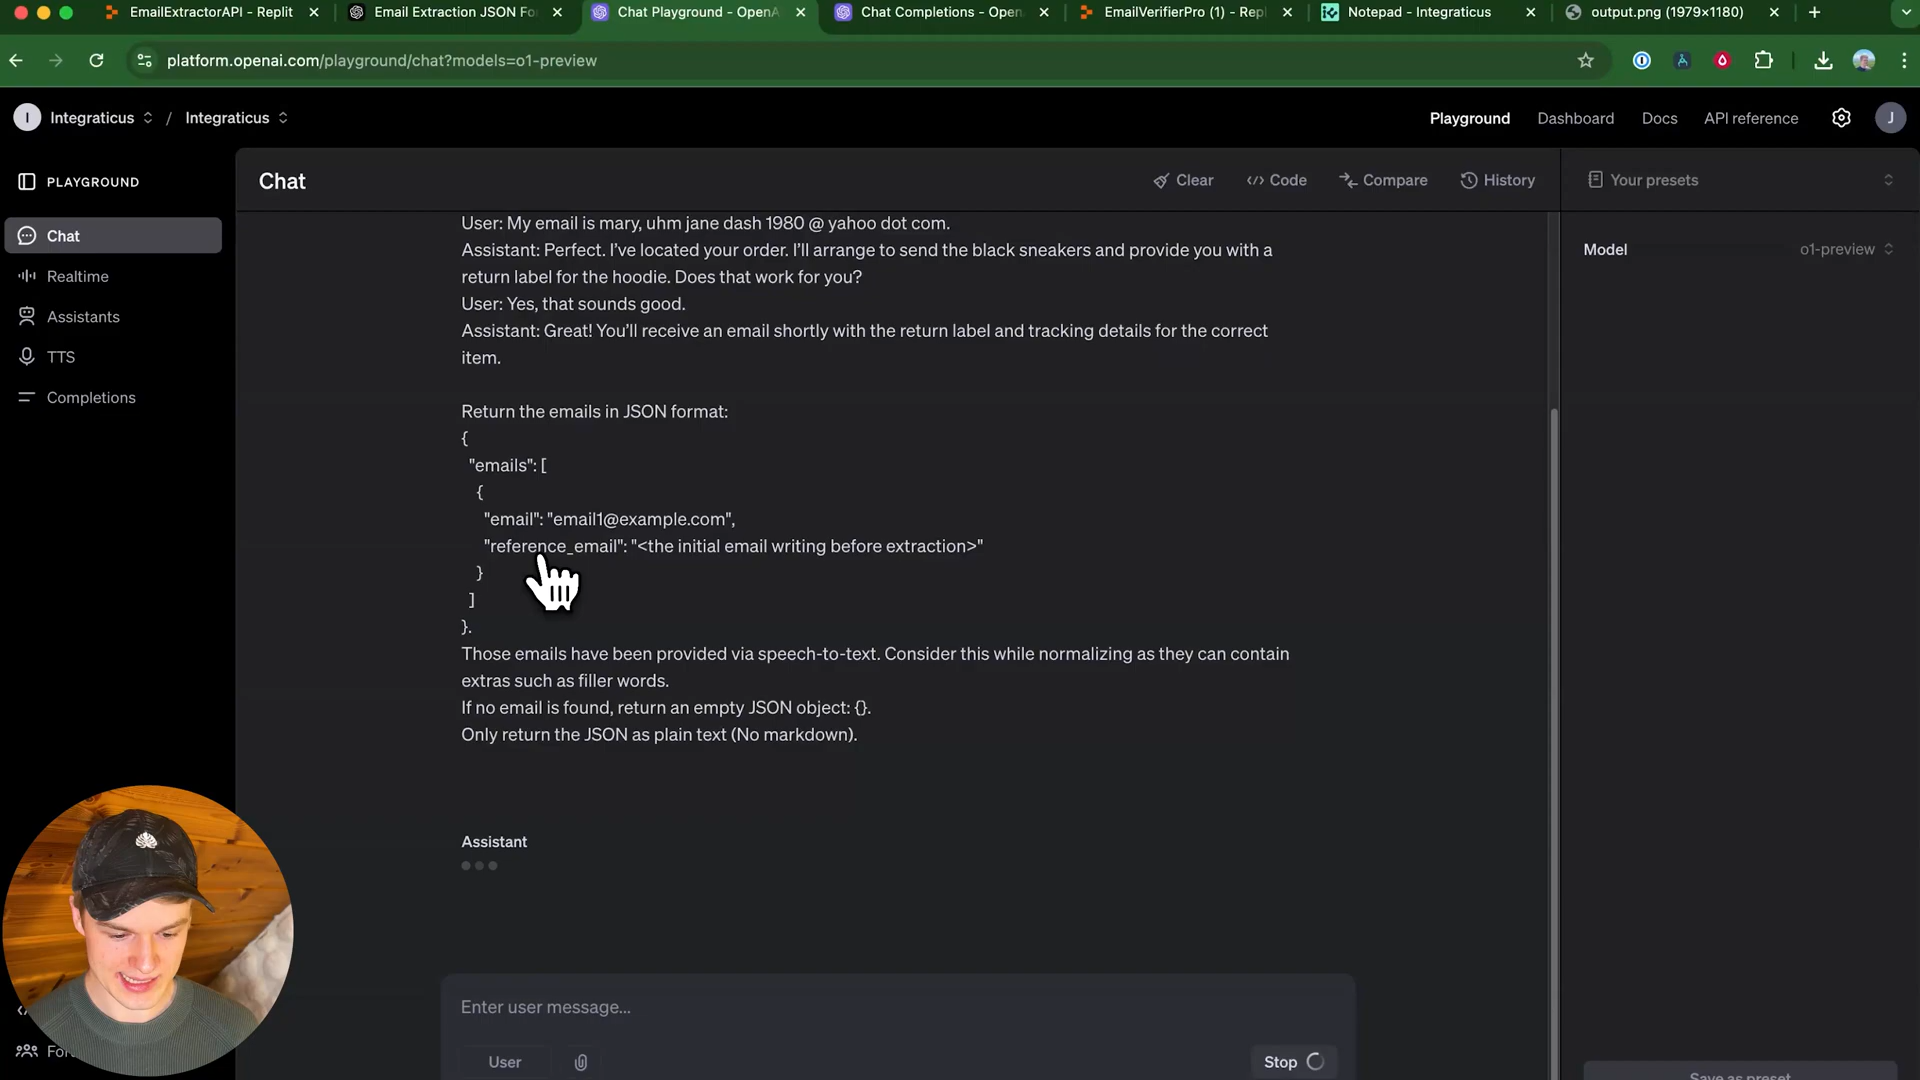 EmailExtractorAPI - Replit
Email Extraction JSON Fo
Chat Playground - OpenA
Chat Completions - Open
EmailVerifierPro (1) - Repl
Notepad - Integraticus
output.png (1979×1180)
platform.openai.com/playground/chat?models=o1-preview
I
Integraticus
/
Integraticus
Playground
Dashboard
Docs
API reference
J
PLAYGROUND
Chat
Realtime
Assistants
TTS
Completions
Chat
Clear
Code
Compare
History
Your presets
Model
o1-preview
User: My email is mary, uhm jane dash 1980 @ yahoo dot com.
Assistant: Perfect. I've located your order. I'll arrange to send the black sneakers and provide you with a
return label for the hoodie. Does that work for you?
User: Yes, that sounds good.
Assistant: Great! You'll receive an email shortly with the return label and tracking details for the correct
item.
Return the emails in JSON format:
{
"emails": [
{
"email": "email1@example.com",
"reference_email": "<the initial email writing before extraction>"
}
]
}.
Those emails have been provided via speech-to-text. Consider this while normalizing as they can contain
extras such as filler words.
If no email is found, return an empty JSON object: {}.
Only return the JSON as plain text (No markdown).
Assistant
Enter user message...
User
Stop
Save as preset